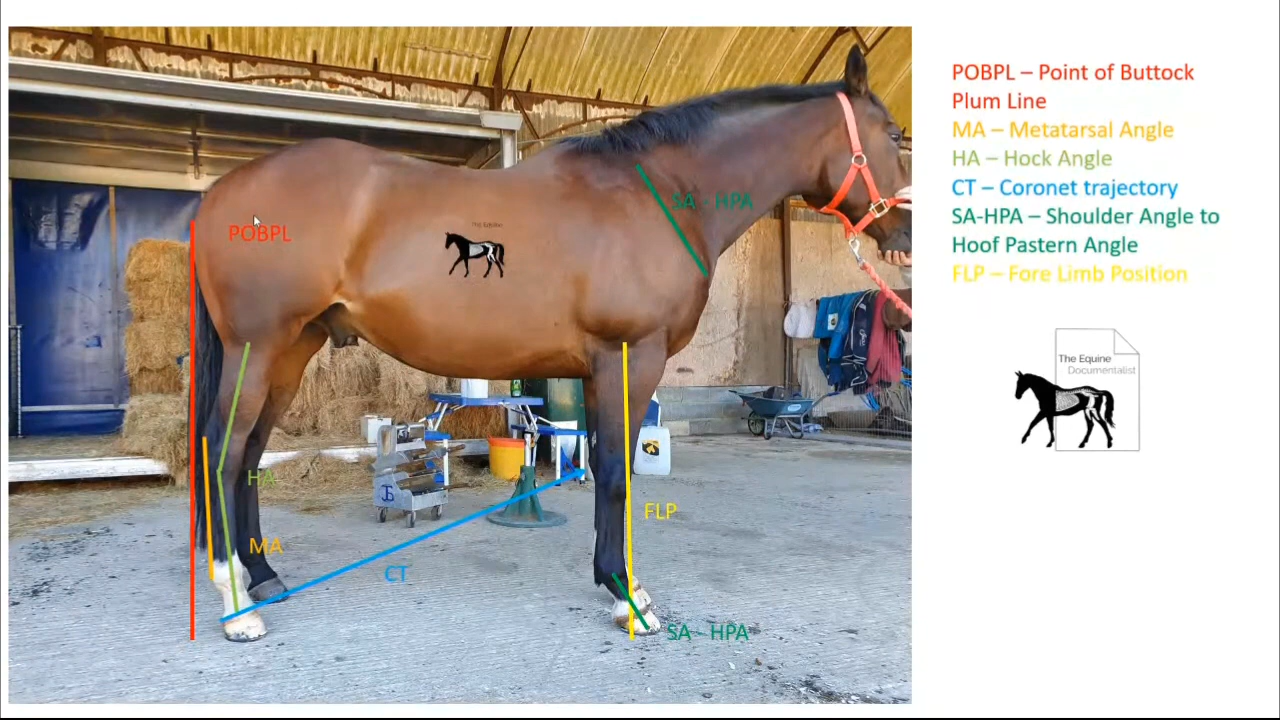 POBPL – Point of Buttock
Plum Line
MA – Metatarsal Angle
HA – Hock Angle
CT – Coronet trajectory
SA-HPA – Shoulder Angle to
Hoof Pastern Angle
FLP – Fore Limb Position
The Equine
Documentalist
SA - HPA
The Equine
POBPL
HA
FLP
MA
CT
SA - HPA